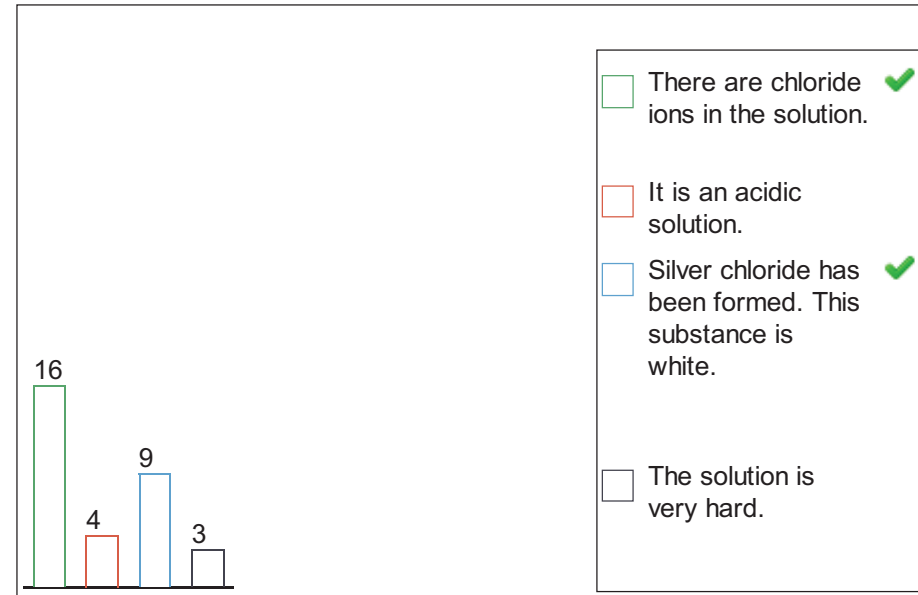 There are chloride
ions in the solution.
It is an acidic
solution.
Silver chloride has
been formed. This
substance is
white.
The solution is
very hard.
16
4
9
3